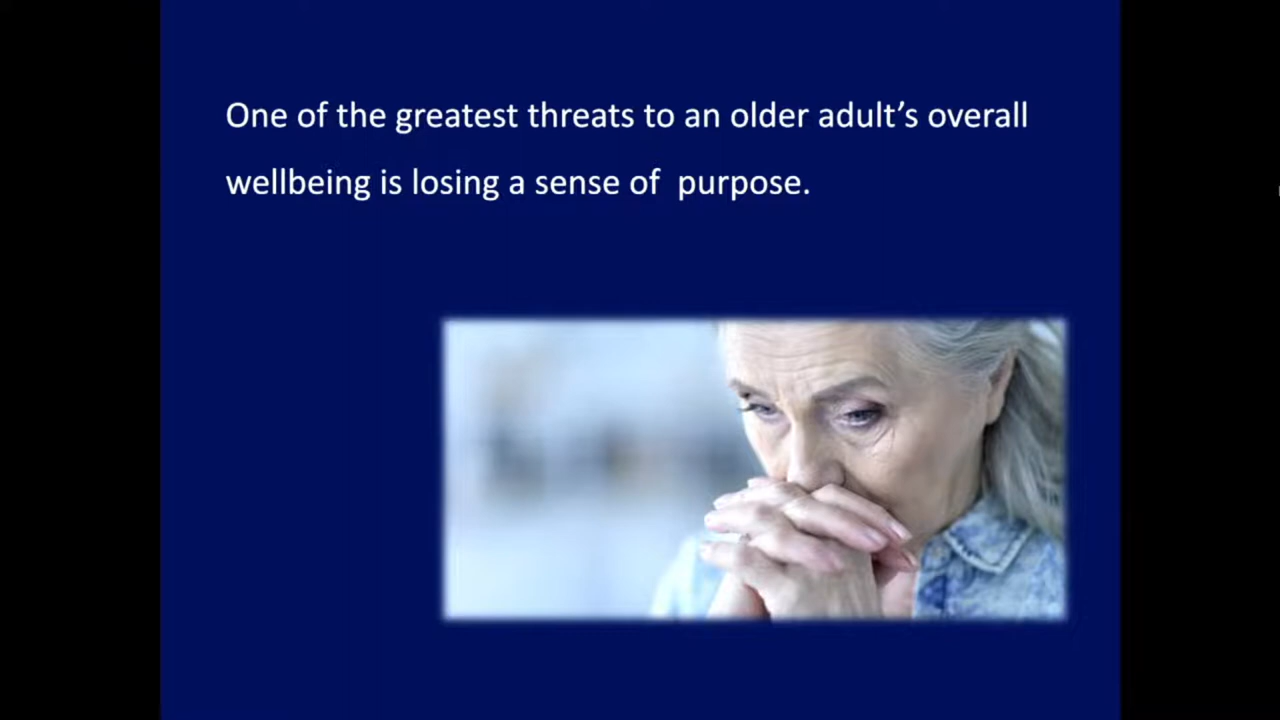 One of the greatest threats to an older adult’s overall
wellbeing is losing a sense of  purpose.